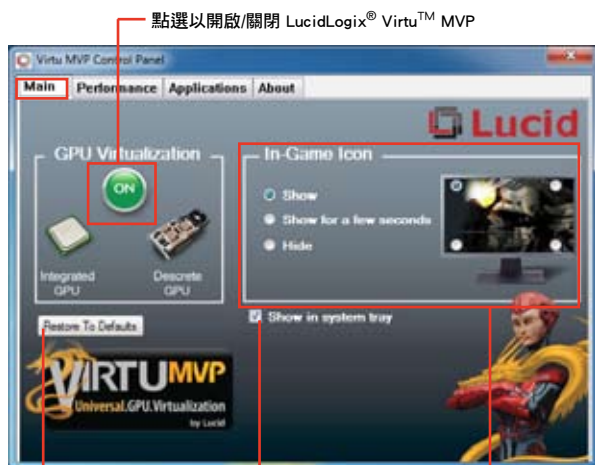 點選以開啟/關閉 LucidLogix® Virtu™ MVP
Virtu MVP Control Panel
Main Performance Applications About
Lucid
GPU Virtualization
ON
Integrated GPU
Descrete GPU
In-Game Icon
Show
Show for a few seconds
Hide
Restore To Defaults
Show in system tray
VIRTU MVP
Universal.GPU.Virtualization
by Lucid